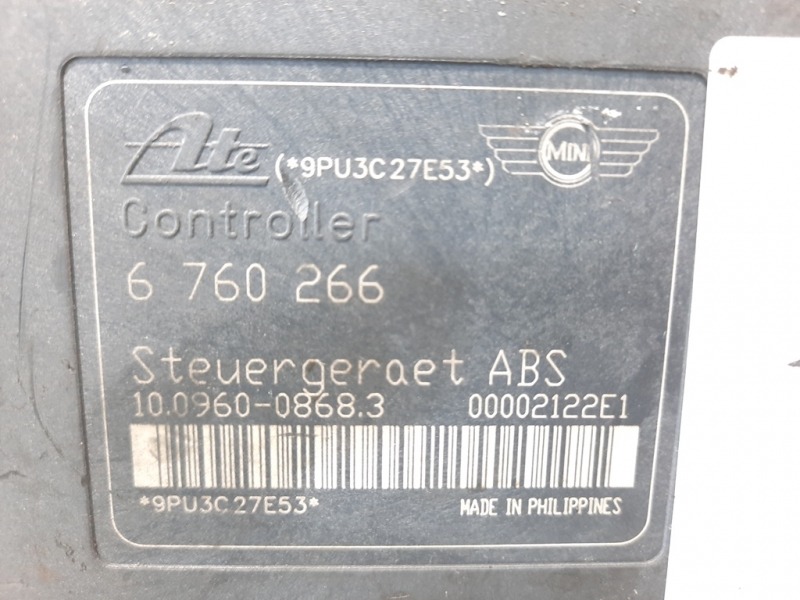 Ate (*9PU3C27E53*) MINI
Controller
6 760 266
Steuergeraet ABS
10.0960-0868.3 00002122E1
*9PU3C27E53* MADE IN PHILIPPINES